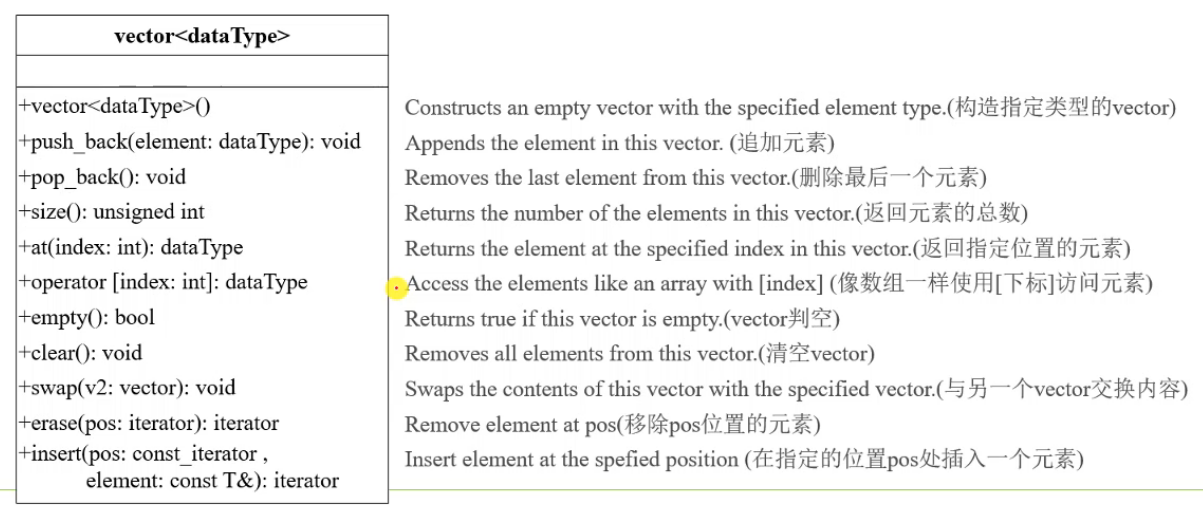 vector<dataType>
+vector<dataType>() Constructs an empty vector with the specified element type.(构造指定类型的vector)
+push_back(element: dataType): void Appends the element in this vector. (追加元素)
+pop_back(): void Removes the last element from this vector.(删除最后一个元素)
+size(): unsigned int Returns the number of the elements in this vector.(返回元素的总数)
+at(index: int): dataType Returns the element at the specified index in this vector.(返回指定位置的元素)
+operator [index: int]: dataType Access the elements like an array with [index] (像数组一样使用[下标]访问元素)
+empty(): bool Returns true if this vector is empty.(vector判空)
+clear(): void Removes all elements from this vector.(清空vector)
+swap(v2: vector): void Swaps the contents of this vector with the specified vector.(与另一个vector交换内容)
+erase(pos: iterator): iterator Remove element at pos(移除pos位置的元素)
+insert(pos: const_iterator , Insert element at the spefied position (在指定的位置pos处插入一个元素)
element: const T&): iterator